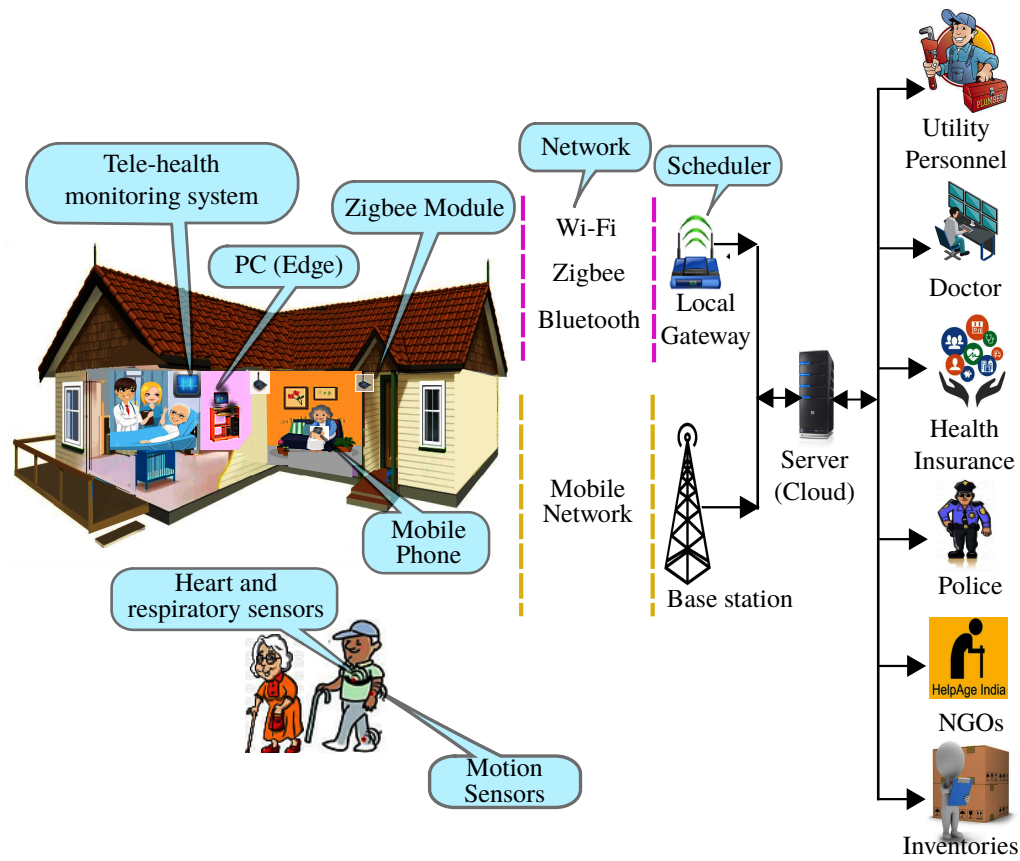 Tele-health
monitoring system
PC (Edge)
Zigbee Module
Mobile
Phone
Heart and
respiratory sensors
Motion
Sensors
Network
Wi-Fi
Zigbee
Bluetooth
Mobile
Network
Scheduler
Local
Gateway
Base station
Server
(Cloud)
PLUMBER
Utility
Personnel
Doctor
Health
Insurance
Police
HelpAge India
NGOs
Inventories